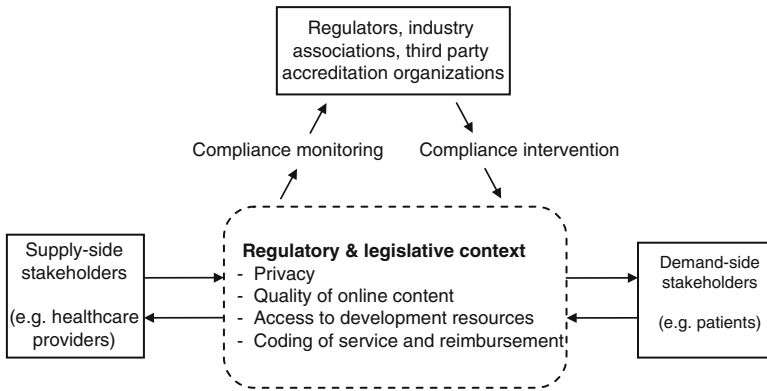 Regulators, industry
associations, third party
accreditation organizations
Compliance monitoring
Compliance intervention
Supply-side
stakeholders
(e.g. healthcare
providers)
Regulatory & legislative context
- Privacy
- Quality of online content
- Access to development resources
- Coding of service and reimbursement
Demand-side
stakeholders
(e.g. patients)